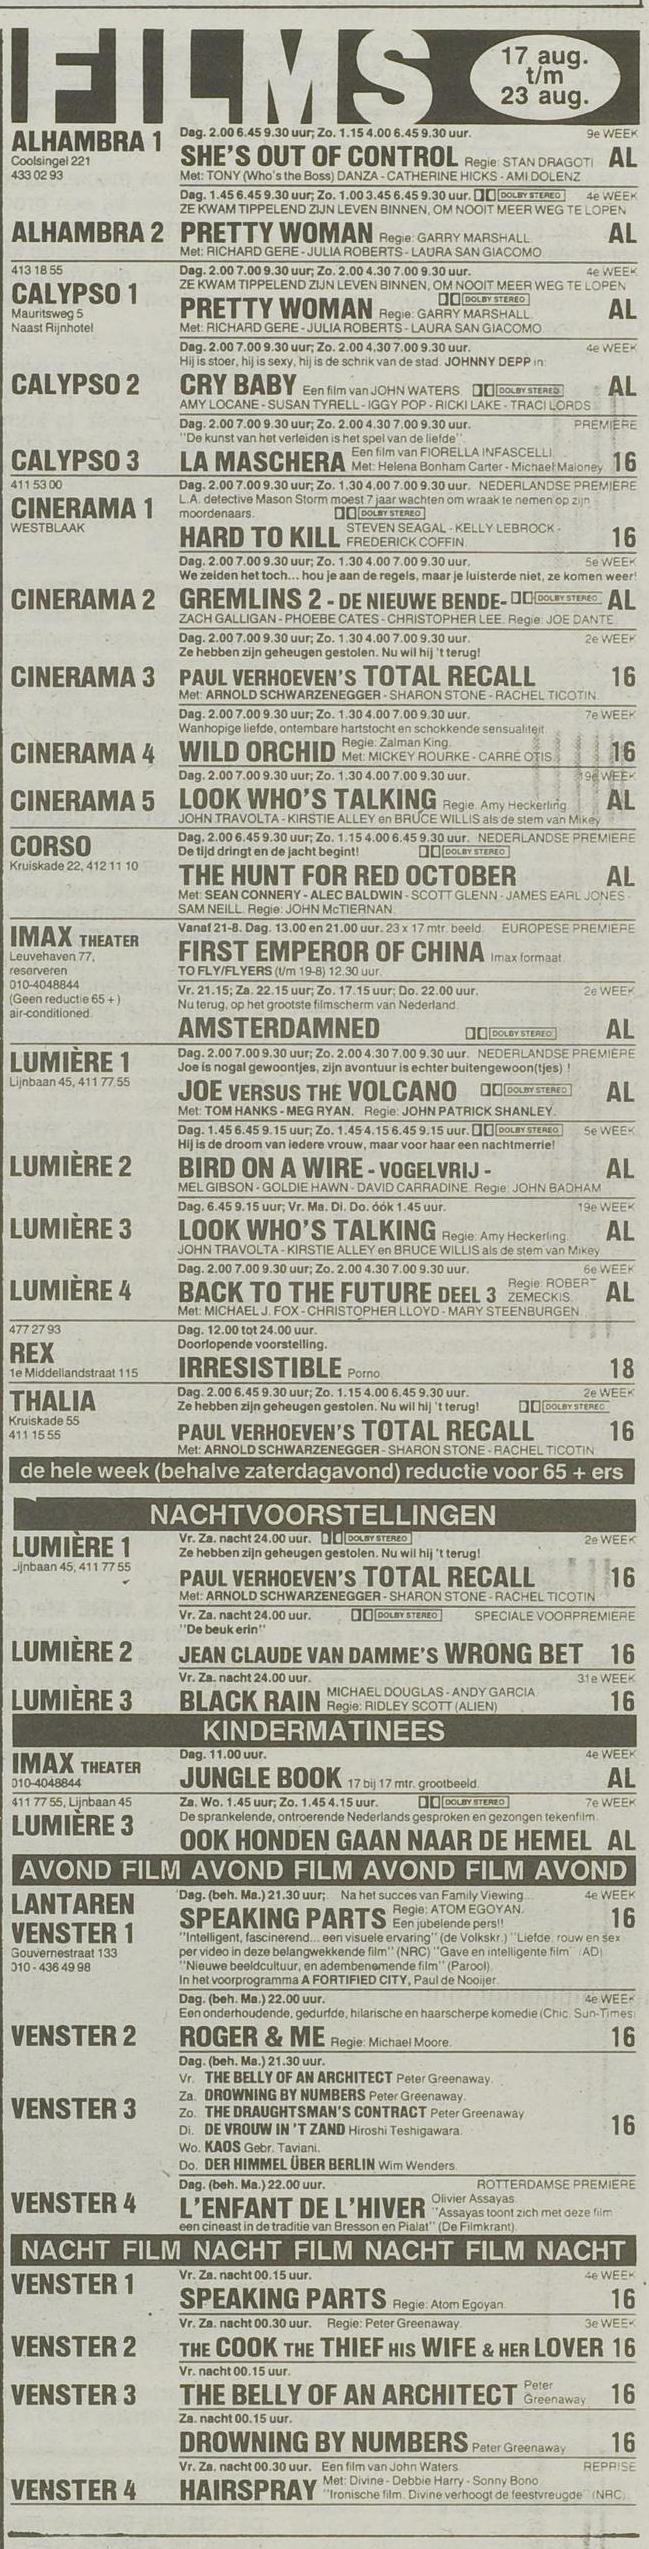 FILMS
17 aug.
t/m
23 aug.
ALHAMBRA 1
Coolsingel 221
433 02 93
Dag. 2.00 6.45 9.30 uur; Zo. 1.15 4.00 6.45 9.30 uur. 9e WEEK
SHE'S OUT OF CONTROL Regie: STAN DRAGOTI AL
Met: TONY (Who's the Boss) DANZA - CATHERINE HICKS - AMI DOLENZ
Dag. 1.45 6.45 9.30 uur; Zo. 1.00 3.45 6.45 9.30 uur. DOLBY STEREO 4e WEEK
ZE KWAM TIPPELEND ZIJN LEVEN BINNEN, OM NOOIT MEER WEG TE LOPEN
ALHAMBRA 2 PRETTY WOMAN Regie: GARRY MARSHALL AL
Met: RICHARD GERE - JULIA ROBERTS - LAURA SAN GIACOMO
413 18 55
CALYPSO 1
Mauritsweg 5
Naast Rijnhotel
Dag. 2.00 7.00 9.30 uur; Zo. 2.00 4.30 7.00 9.30 uur. 4e WEEK
ZE KWAM TIPPELEND ZIJN LEVEN BINNEN, OM NOOIT MEER WEG TE LOPEN
DOLBY STEREO
PRETTY WOMAN Regie: GARRY MARSHALL AL
Met: RICHARD GERE - JULIA ROBERTS - LAURA SAN GIACOMO
Dag. 2.00 7.00 9.30 uur; Zo. 2.00 4.30 7.00 9.30 uur. 4e WEEK
Hij is stoer, hij is sexy, hij is de schrik van de stad. JOHNNY DEPP in:
CALYPSO 2 CRY BABY Een film van JOHN WATERS DOLBY STEREO AL
AMY LOCANE - SUSAN TYRELL - IGGY POP - RICKI LAKE - TRACI LORDS
Dag. 2.00 7.00 9.30 uur; Zo. 2.00 4.30 7.00 9.30 uur. PREMIERE
"De kunst van het verleiden is het spel van de liefde"
CALYPSO 3 LA MASCHERA Een film van FIORELLA INFASCELLI
Met: Helena Bonham Carter - Michael Maloney 16
411 53 00
CINERAMA 1
WESTBLAAK
Dag. 2.00 7.00 9.30 uur; Zo. 1.30 4.00 7.00 9.30 uur. NEDERLANDSE PREMIERE
L.A. detective Mason Storm moest 7 jaar wachten om wraak te nemen op zijn
moordenaars. DOLBY STEREO
HARD TO KILL STEVEN SEAGAL - KELLY LEBROCK -
FREDERICK COFFIN. 16
Dag. 2.00 7.00 9.30 uur; Zo. 1.30 4.00 7.00 9.30 uur. 5e WEEK
We zeiden het toch... hou je aan de regels, maar je luisterde niet, ze komen weer!
CINERAMA 2 GREMLINS 2 - DE NIEUWE BENDE- DOLBY STEREO AL
ZACH GALLIGAN - PHOEBE CATES - CHRISTOPHER LEE. Regie: JOE DANTE
Dag. 2.00 7.00 9.30 uur; Zo. 1.30 4.00 7.00 9.30 uur. 2e WEEK
Ze hebben zijn geheugen gestolen. Nu wil hij 't terug!
CINERAMA 3 PAUL VERHOEVEN'S TOTAL RECALL 16
Met: ARNOLD SCHWARZENEGGER - SHARON STONE - RACHEL TICOTIN.
Dag. 2.00 7.00 9.30 uur; Zo. 1.30 4.00 7.00 9.30 uur. 7e WEEK
Wanhopige liefde, ontembare hartstocht en schokkende sensualiteit
CINERAMA 4 WILD ORCHID Regie: Zalman King.
Met: MICKEY ROURKE - CARRÉ OTIS 16
Dag. 2.00 7.00 9.30 uur; Zo. 1.30 4.00 7.00 9.30 uur. 19e WEEK
CINERAMA 5 LOOK WHO'S TALKING Regie: Amy Heckerling AL
JOHN TRAVOLTA - KIRSTIE ALLEY en BRUCE WILLIS als de stem van Mikey
CORSO
Kruiskade 22, 412 11 10
Dag. 2.00 6.45 9.30 uur; Zo. 1.15 4.00 6.45 9.30 uur. NEDERLANDSE PREMIERE
De tijd dringt en de jacht begint! DOLBY STEREO
THE HUNT FOR RED OCTOBER AL
Met: SEAN CONNERY - ALEC BALDWIN - SCOTT GLENN - JAMES EARL JONES -
SAM NEILL. Regie: JOHN McTIERNAN.
IMAX THEATER
Leuvehaven 77,
reserveren
010-4048844
(Geen reductie 65 +)
air-conditioned
Vanaf 21-8. Dag. 13.00 en 21.00 uur. 23 x 17 mtr. beeld. EUROPESE PREMIERE
FIRST EMPEROR OF CHINA Imax formaat
TO FLY/FLYERS (t/m 19-8) 12.30 uur.
Vr. 21.15; Za. 22.15 uur; Zo. 17.15 uur; Do. 22.00 uur. 2e WEEK
Nu terug, op het grootste filmscherm van Nederland.
AMSTERDAMNED DOLBY STEREO AL
LUMIÈRE 1
Lijnbaan 45, 411 77 55
Dag. 2.00 7.00 9.30 uur; Zo. 2.00 4.30 7.00 9.30 uur. NEDERLANDSE PREMIERE
Joe is nogal gewoontjes, zijn avontuur is echter buitengewoon(tjes) !
JOE VERSUS THE VOLCANO DOLBY STEREO AL
Met: TOM HANKS - MEG RYAN. Regie: JOHN PATRICK SHANLEY.
Dag. 1.45 6.45 9.15 uur; Zo. 1.45 4.15 6.45 9.15 uur. DOLBY STEREO 5e WEEK
Hij is de droom van iedere vrouw, maar voor haar een nachtmerrie!
LUMIÈRE 2 BIRD ON A WIRE - VOGELVRIJ - AL
MEL GIBSON - GOLDIE HAWN - DAVID CARRADINE. Regie: JOHN BADHAM
Dag. 6.45 9.15 uur; Vr. Ma. Di. Do. óók 1.45 uur. 19e WEEK
LUMIÈRE 3 LOOK WHO'S TALKING Regie: Amy Heckerling AL
JOHN TRAVOLTA - KIRSTIE ALLEY en BRUCE WILLIS als de stem van Mikey
Dag. 2.00 7.00 9.30 uur; Zo. 2.00 4.30 7.00 9.30 uur. 6e WEEK
LUMIÈRE 4 BACK TO THE FUTURE DEEL 3 Regie: ROBERT
ZEMECKIS. AL
Met: MICHAEL J. FOX - CHRISTOPHER LLOYD - MARY STEENBURGEN
477 27 93
REX
1e Middellandstraat 115
Dag. 12.00 tot 24.00 uur.
Doorlopende voorstelling.
IRRESISTIBLE Porno 18
THALIA
Kruiskade 55
411 15 55
Dag. 2.00 6.45 9.30 uur; Zo. 1.15 4.00 6.45 9.30 uur. 2e WEEK
Ze hebben zijn geheugen gestolen. Nu wil hij 't terug! DOLBY STEREO
PAUL VERHOEVEN'S TOTAL RECALL 16
Met: ARNOLD SCHWARZENEGGER - SHARON STONE - RACHEL TICOTIN
de hele week (behalve zaterdagavond) reductie voor 65 + ers
NACHTVOORSTELLINGEN
LUMIÈRE 1
Lijnbaan 45, 411 77 55
Vr. Za. nacht 24.00 uur. DOLBY STEREO 2e WEEK
Ze hebben zijn geheugen gestolen. Nu wil hij 't terug!
PAUL VERHOEVEN'S TOTAL RECALL 16
Met: ARNOLD SCHWARZENEGGER - SHARON STONE - RACHEL TICOTIN
Vr. Za. nacht 24.00 uur. DOLBY STEREO SPECIALE VOORPREMIERE
"De beuk erin"
LUMIÈRE 2 JEAN CLAUDE VAN DAMME'S WRONG BET 16
Vr. Za. nacht 24.00 uur. 31e WEEK
LUMIÈRE 3 BLACK RAIN MICHAEL DOUGLAS - ANDY GARCIA
Regie: RIDLEY SCOTT (ALIEN) 16
KINDERMATINEES
IMAX THEATER
010-4048844
Dag. 11.00 uur. 4e WEEK
JUNGLE BOOK 17 bij 17 mtr. grootbeeld. AL
411 77 55, Lijnbaan 45
LUMIÈRE 3
Za. Wo. 1.45 uur; Zo. 1.45 4.15 uur. DOLBY STEREO 7e WEEK
De sprankelende, ontroerende Nederlands gesproken en gezongen tekenfilm.
OOK HONDEN GAAN NAAR DE HEMEL AL
AVOND FILM AVOND FILM AVOND FILM AVOND
LANTAREN
VENSTER 1
Gouvernestraat 133
010 - 436 49 98
Dag. (beh. Ma.) 21.30 uur; Na het succes van Family Viewing... 4e WEEK
SPEAKING PARTS Regie: ATOM EGOYAN.
Een jubelende pers!! 16
"Intelligent, fascinerend... een visuele ervaring" (de Volkskr.) "Liefde, rouw en sex
per video in deze belangwekkende film" (NRC) "Gave en intelligente film" (AD)
"Nieuwe beeldcultuur, en adembenemende film" (Parool).
In het voorprogramma A FORTIFIED CITY, Paul de Nooijer.
Dag. (beh. Ma.) 22.00 uur. 4e WEEK
Een onderhoudende, gedurfde, hilarische en haarscherpe komedie (Chic. Sun-Times)
VENSTER 2 ROGER & ME Regie: Michael Moore. 16
Dag. (beh. Ma.) 21.30 uur.
Vr. THE BELLY OF AN ARCHITECT Peter Greenaway.
Za. DROWNING BY NUMBERS Peter Greenaway.
VENSTER 3 Zo. THE DRAUGHTSMAN'S CONTRACT Peter Greenaway
Di. DE VROUW IN 'T ZAND Hiroshi Teshigawara. 16
Wo. KAOS Gebr. Taviani.
Do. DER HIMMEL ÜBER BERLIN Wim Wenders.
Dag. (beh. Ma.) 22.00 uur. ROTTERDAMSE PREMIERE
VENSTER 4 L'ENFANT DE L'HIVER Olivier Assayas.
"Assayas toont zich met deze film
een cineast in de traditie van Bresson en Pialat" (De Filmkrant).
NACHT FILM NACHT FILM NACHT FILM NACHT
Vr. Za. nacht 00.15 uur. 4e WEEK
VENSTER 1 SPEAKING PARTS Regie: Atom Egoyan. 16
Vr. Za. nacht 00.30 uur. Regie: Peter Greenaway. 3e WEEK
VENSTER 2 THE COOK THE THIEF HIS WIFE & HER LOVER 16
Vr. nacht 00.15 uur.
VENSTER 3 THE BELLY OF AN ARCHITECT Peter
Greenaway 16
Za. nacht 00.15 uur.
DROWNING BY NUMBERS Peter Greenaway 16
Vr. Za. nacht 00.30 uur. Een film van John Waters REPRISE
VENSTER 4 HAIRSPRAY Met: Divine - Debbie Harry - Sonny Bono
"Ironische film. Divine verhoogt de feestvreugde" (NRC).